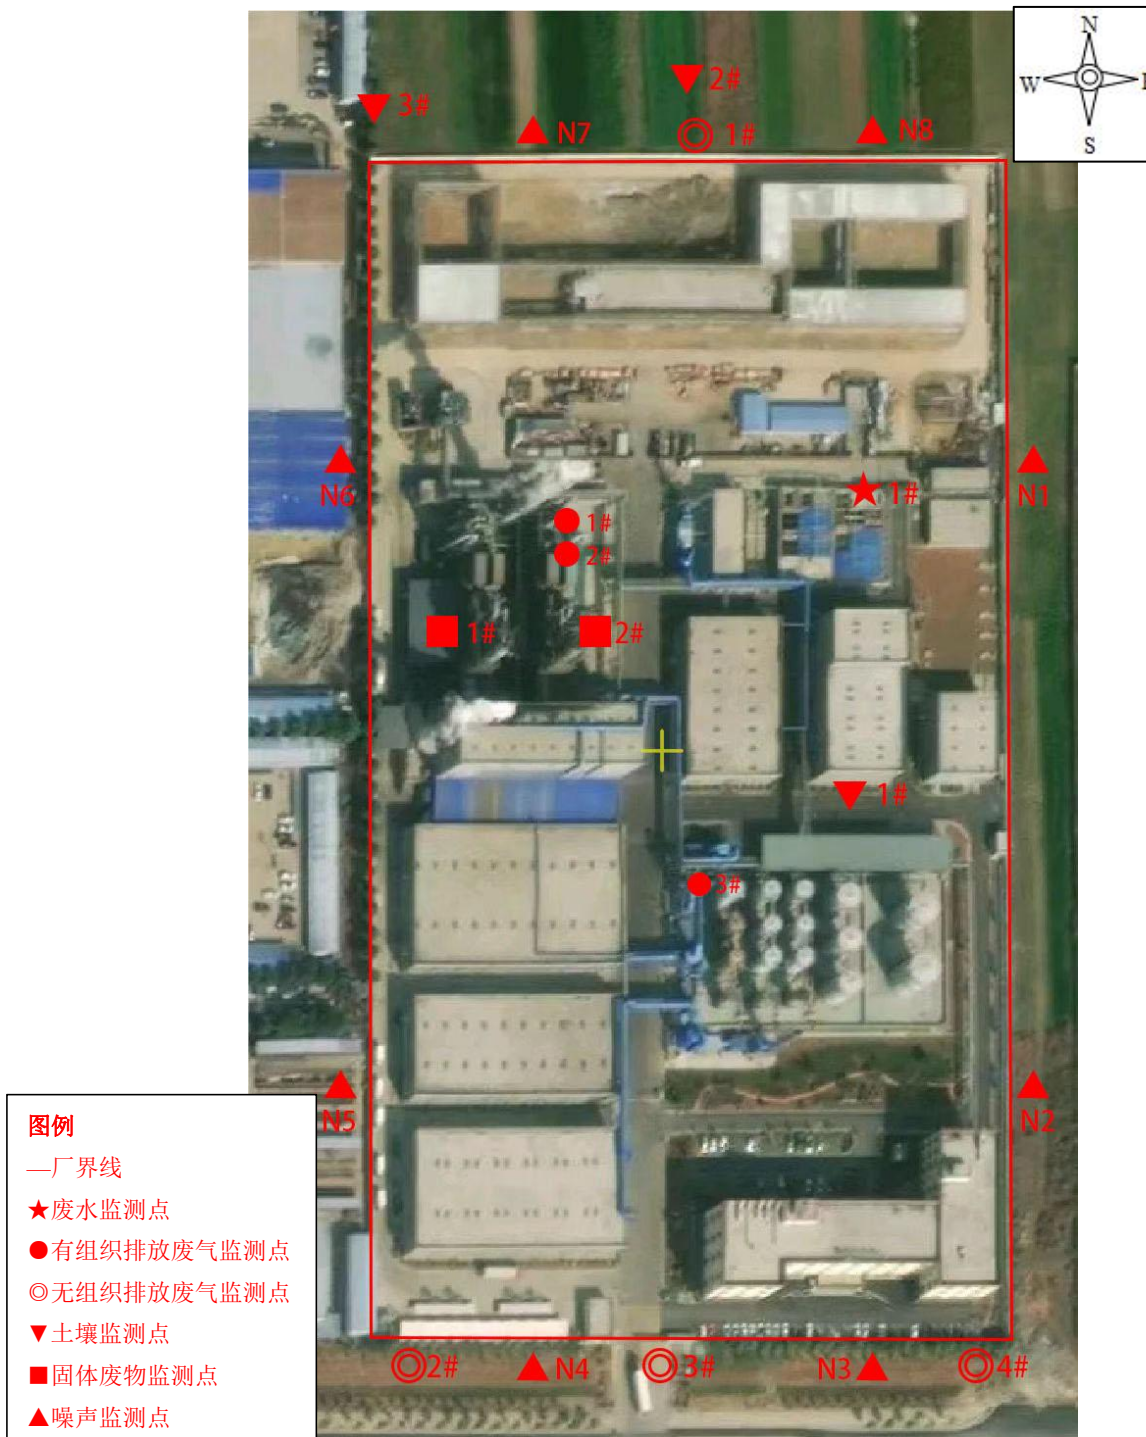 N
W
S
2#
3#
N7
1#
N8
N6
1#
N1
1#
2#
1#
2#
1#
3#
N5
N2
2#
N4
3#
N3
4#
图例
—厂界线
★废水监测点
●有组织排放废气监测点
◎无组织排放废气监测点
▼土壤监测点
■固体废物监测点
▲噪声监测点